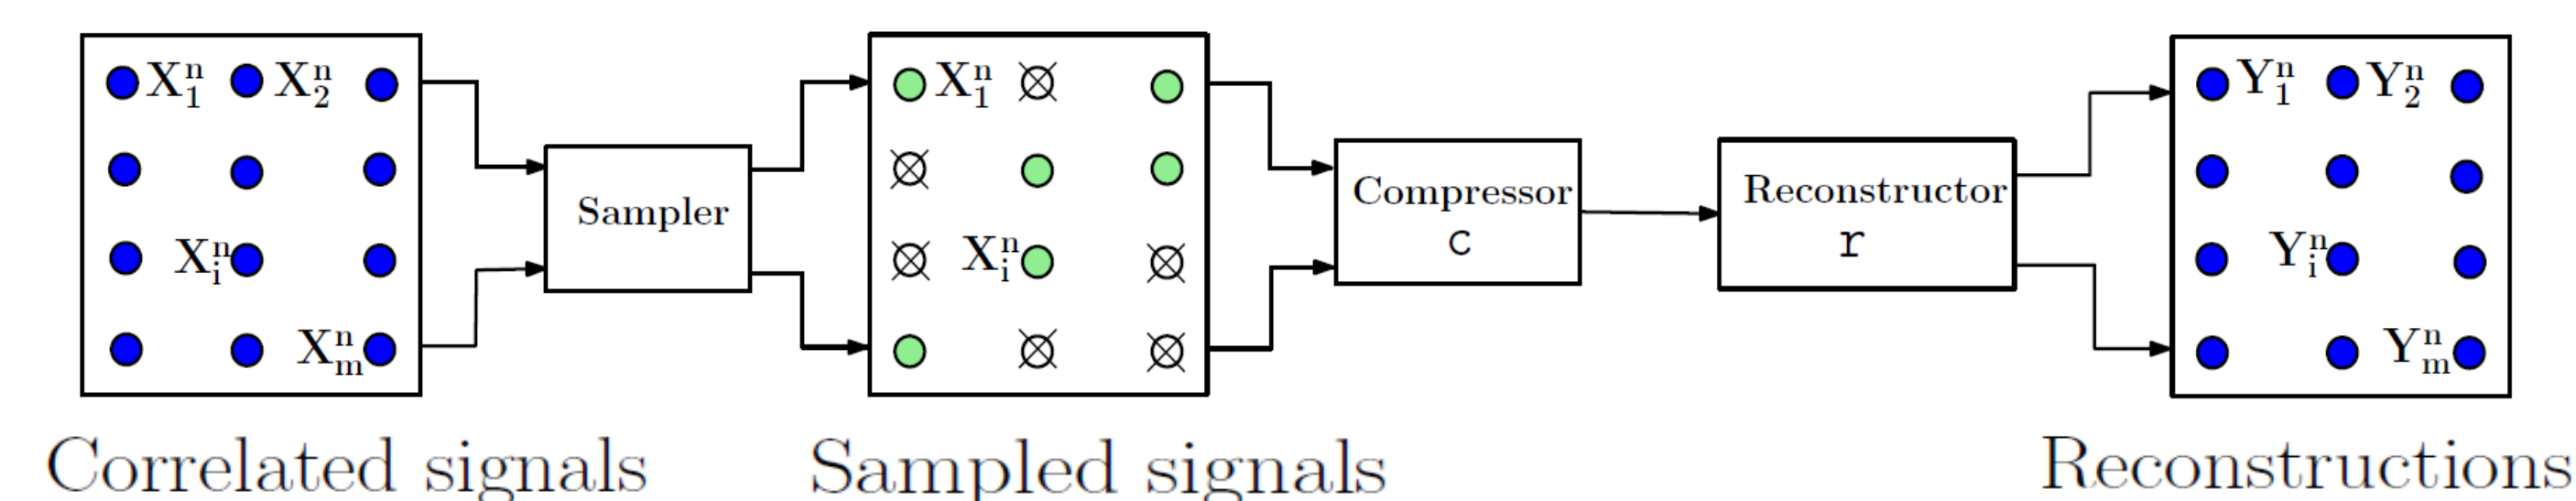 X₁ⁿ X₂ⁿ
Xᵢⁿ
Xₘⁿ
Correlated signals
Sampler
X₁ⁿ
Xᵢⁿ
Sampled signals
Compressor
c
Reconstructor
r
Y₁ⁿ Y₂ⁿ
Yᵢⁿ
Yₘⁿ
Reconstructions